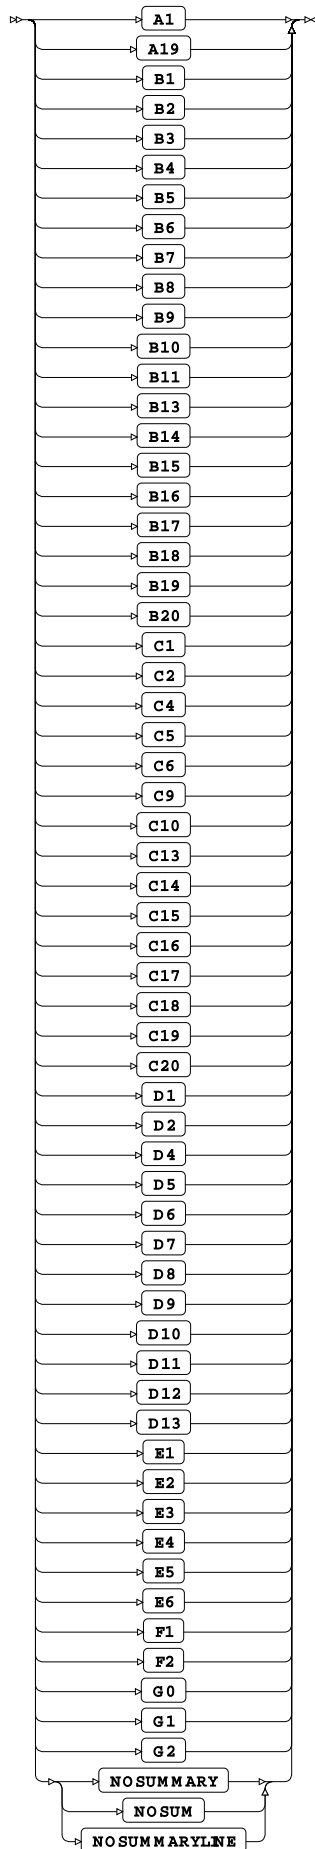 A1
A19
B1
B2
B3
B4
B5
B6
B7
B8
B9
B10
B11
B13
B14
B15
B16
B17
B18
B19
B20
C1
C2
C4
C5
C6
C9
C10
C13
C14
C15
C16
C17
C18
C19
C20
D1
D2
D4
D5
D6
D7
D8
D9
D10
D11
D12
D13
E1
E2
E3
E4
E5
E6
F1
F2
G0
G1
G2
NOSUMMARY
NOSUM
NOSUMMARYLINE